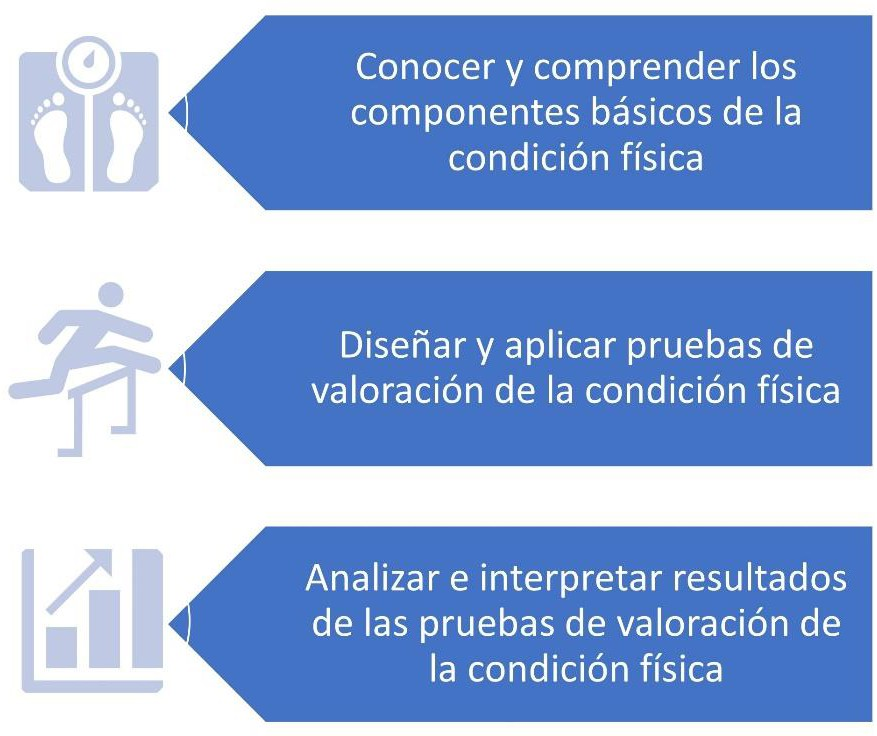 Conocer y comprender los
componentes básicos de la
condición física
Diseñar y aplicar pruebas de
valoración de la condición física
Analizar e interpretar resultados
de las pruebas de valoración de
la condición física